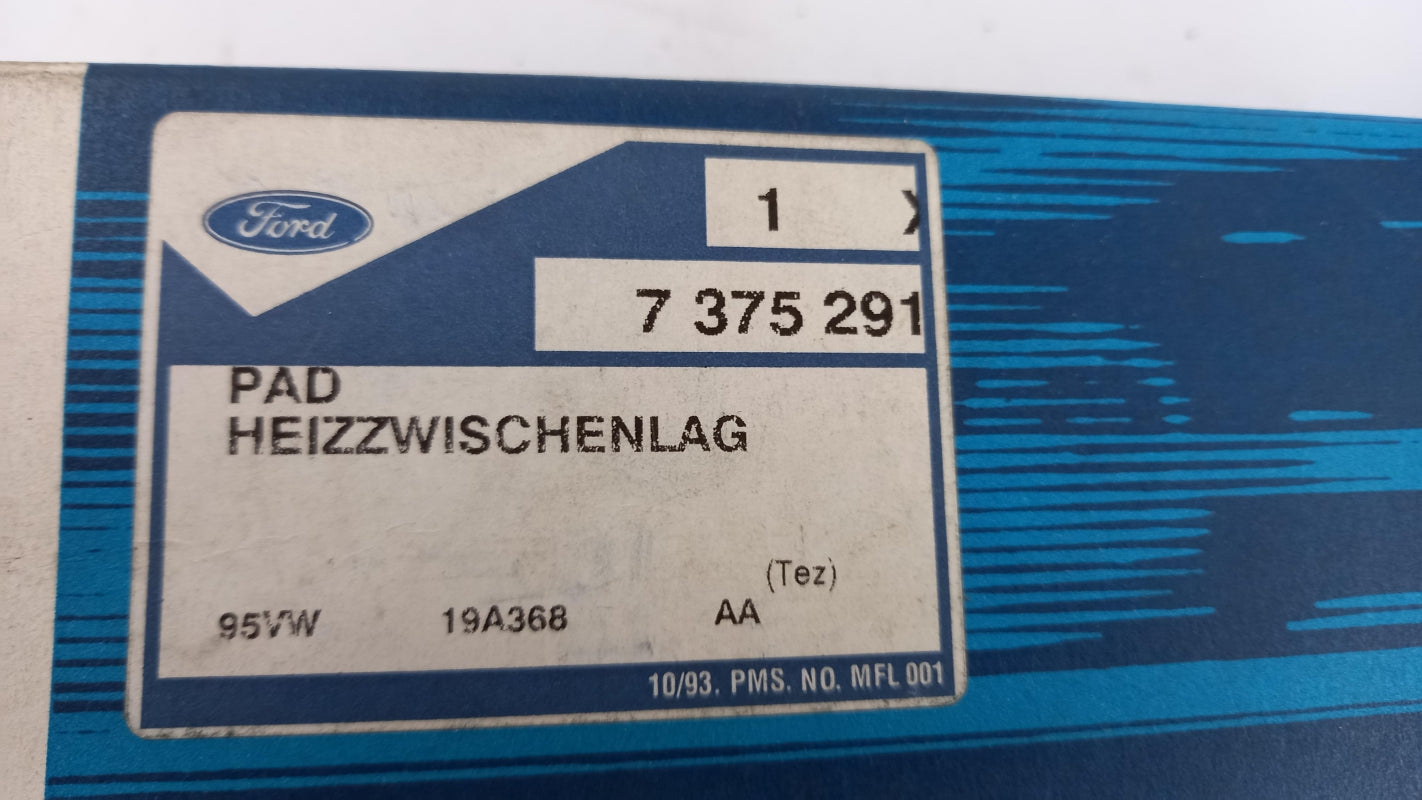 Ford
1 X
7 375 291
PAD
HEIZZWISCHENLAG
(Tez)
95VW 19A368 AA
10/93. PMS. NO. MFL 001